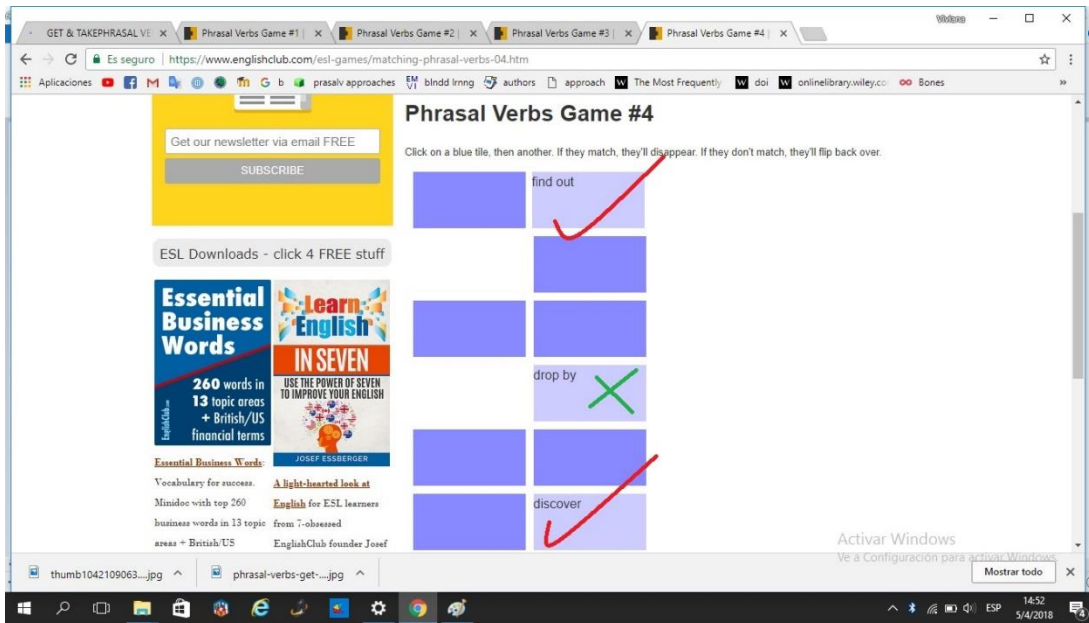 Viviana
GET & TAKEPHRASAL VE
Phrasal Verbs Game #1 |
Phrasal Verbs Game #2 |
Phrasal Verbs Game #3 |
Phrasal Verbs Game #4 |
Es seguro | https://www.englishclub.com/esl-games/matching-phrasal-verbs-04.htm
Aplicaciones
G b
prasalv approaches
bIndd lrnng
authors
approach
The Most Frequently
doi
onlinelibrary.wiley.co
Bones
Get our newsletter via email FREE
SUBSCRIBE
ESL Downloads - click 4 FREE stuff
Essential
Business
Words
260 words in
13 topic areas
+ British/US
financial terms
EnglishClub
Learn
English
IN SEVEN
USE THE POWER OF SEVEN
TO IMPROVE YOUR ENGLISH
JOSEF ESSBERGER
Essential Business Words:
Vocabulary for success.
Minidoc with top 260
business words in 13 topic
areas + British/US
A light-hearted look at
English for ESL learners
from 7-obsessed
EnglishClub founder Josef
Phrasal Verbs Game #4
Click on a blue tile, then another. If they match, they'll disappear. If they don't match, they'll flip back over.
find out
drop by
discover
Activar Windows
Ve a Configuración para activar Windows.
thumb1042109063....jpg
phrasal-verbs-get-....jpg
Mostrar todo
ESP
14:52
5/4/2018